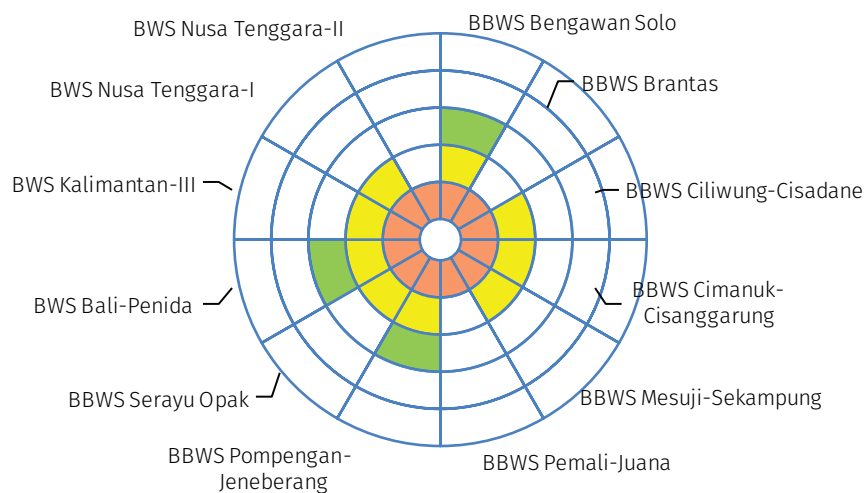 BWS Nusa Tenggara-II
BBWS Bengawan Solo
BWS Nusa Tenggara-I
BBWS Brantas
BWS Kalimantan-III
BBWS Ciliwung-Cisadane
BWS Bali-Penida
BBWS Cimanuk-
Cisanggarung
BBWS Serayu Opak
BBWS Mesuji-Sekampung
BBWS Pompengan-
Jeneberang
BBWS Pemali-Juana